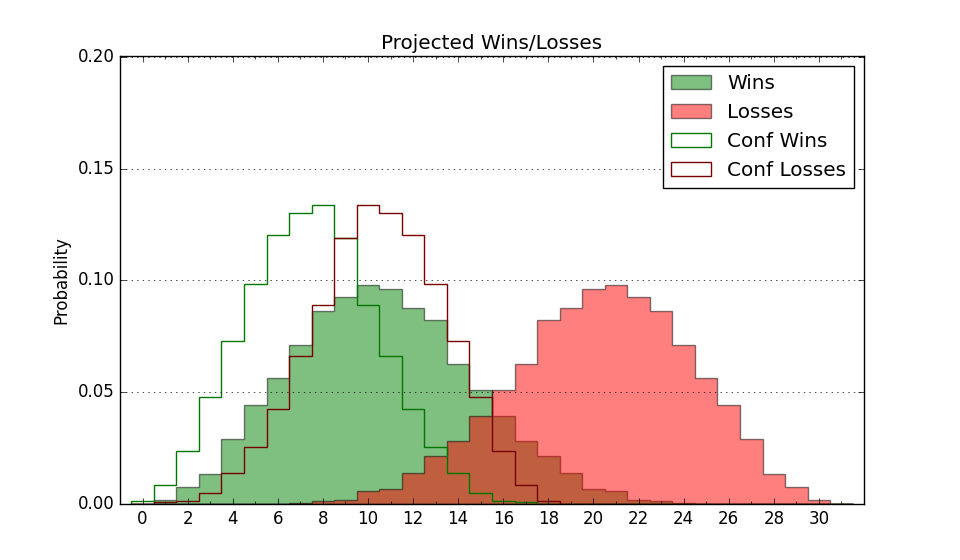 Projected Wins/Losses
Wins
Losses
Conf Wins
Conf Losses
Probability
0.20
0.15
0.10
0.05
0.00
0 2 4 6 8 10 12 14 16 18 20 22 24 26 28 30